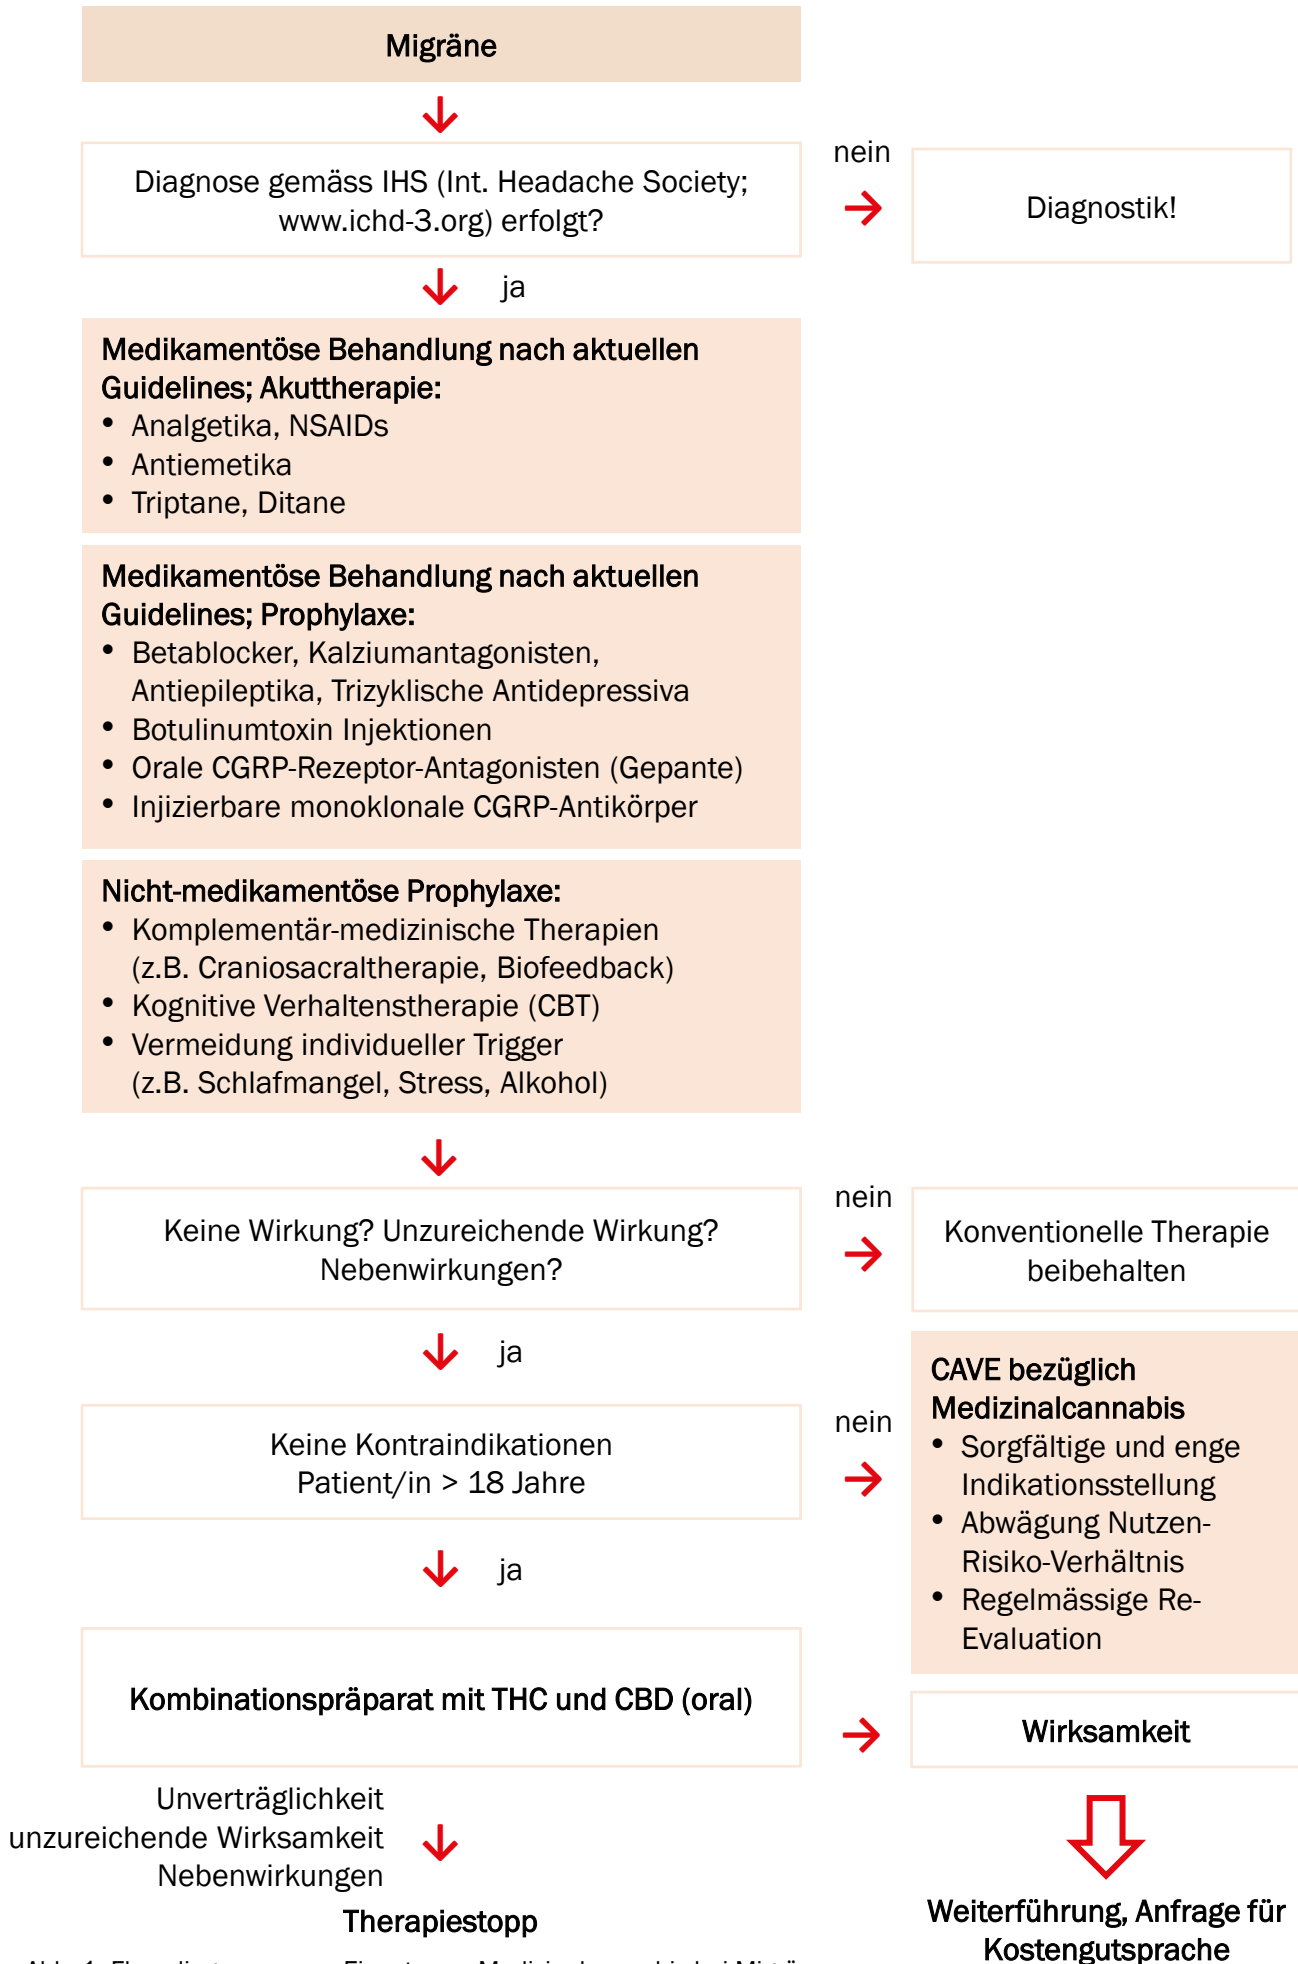 Migräne
Diagnose gemäss IHS (Int. Headache Society;
www.ichd-3.org) erfolgt?
nein
Diagnostik!
ja
Medikamentöse Behandlung nach aktuellen
Guidelines; Akuttherapie:
• Analgetika, NSAIDs
• Antiemetika
• Triptane, Ditane
Medikamentöse Behandlung nach aktuellen
Guidelines; Prophylaxe:
• Betablocker, Kalziumantagonisten,
Antiepileptika, Trizyklische Antidepressiva
• Botulinumtoxin Injektionen
• Orale CGRP-Rezeptor-Antagonisten (Gepante)
• Injizierbare monoklonale CGRP-Antikörper
Nicht-medikamentöse Prophylaxe:
• Komplementär-medizinische Therapien
(z.B. Craniosacraltherapie, Biofeedback)
• Kognitive Verhaltenstherapie (CBT)
• Vermeidung individueller Trigger
(z.B. Schlafmangel, Stress, Alkohol)
Keine Wirkung? Unzureichende Wirkung?
Nebenwirkungen?
nein
Konventionelle Therapie
beibehalten
ja
Keine Kontraindikationen
Patient/in > 18 Jahre
nein
CAVE bezüglich
Medizinalcannabis
• Sorgfältige und enge
Indikationsstellung
• Abwägung Nutzen-
Risiko-Verhältnis
• Regelmässige Re-
Evaluation
ja
Kombinationspräparat mit THC und CBD (oral)
Wirksamkeit
Unverträglichkeit
unzureichende Wirksamkeit
Nebenwirkungen
Therapiestopp
Weiterführung, Anfrage für
Kostengutsprache